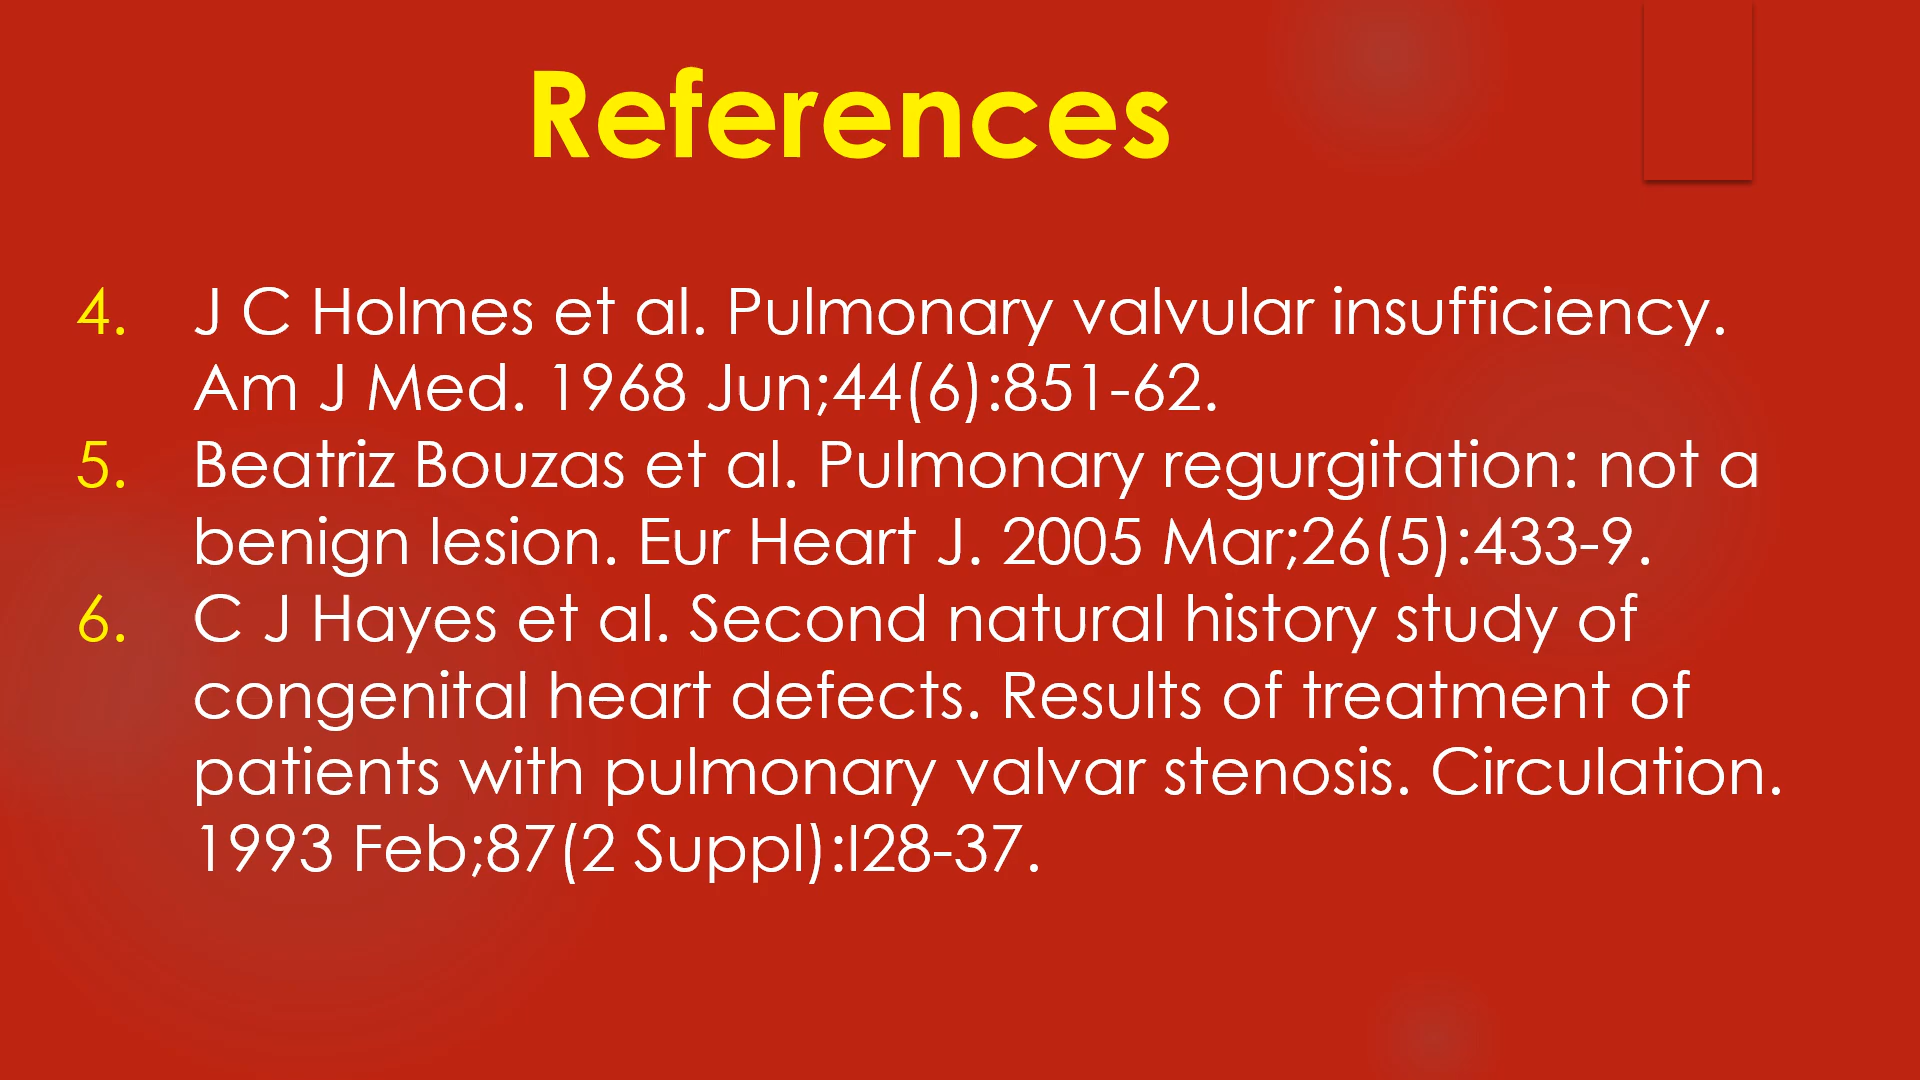 References
4. J C Holmes et al. Pulmonary valvular insufficiency.
Am J Med. 1968 Jun;44(6):851-62.
5. Beatriz Bouzas et al. Pulmonary regurgitation: not a
benign lesion. Eur Heart J. 2005 Mar;26(5):433-9.
6. C J Hayes et al. Second natural history study of
congenital heart defects. Results of treatment of
patients with pulmonary valvar stenosis. Circulation.
1993 Feb;87(2 Suppl):I28-37.